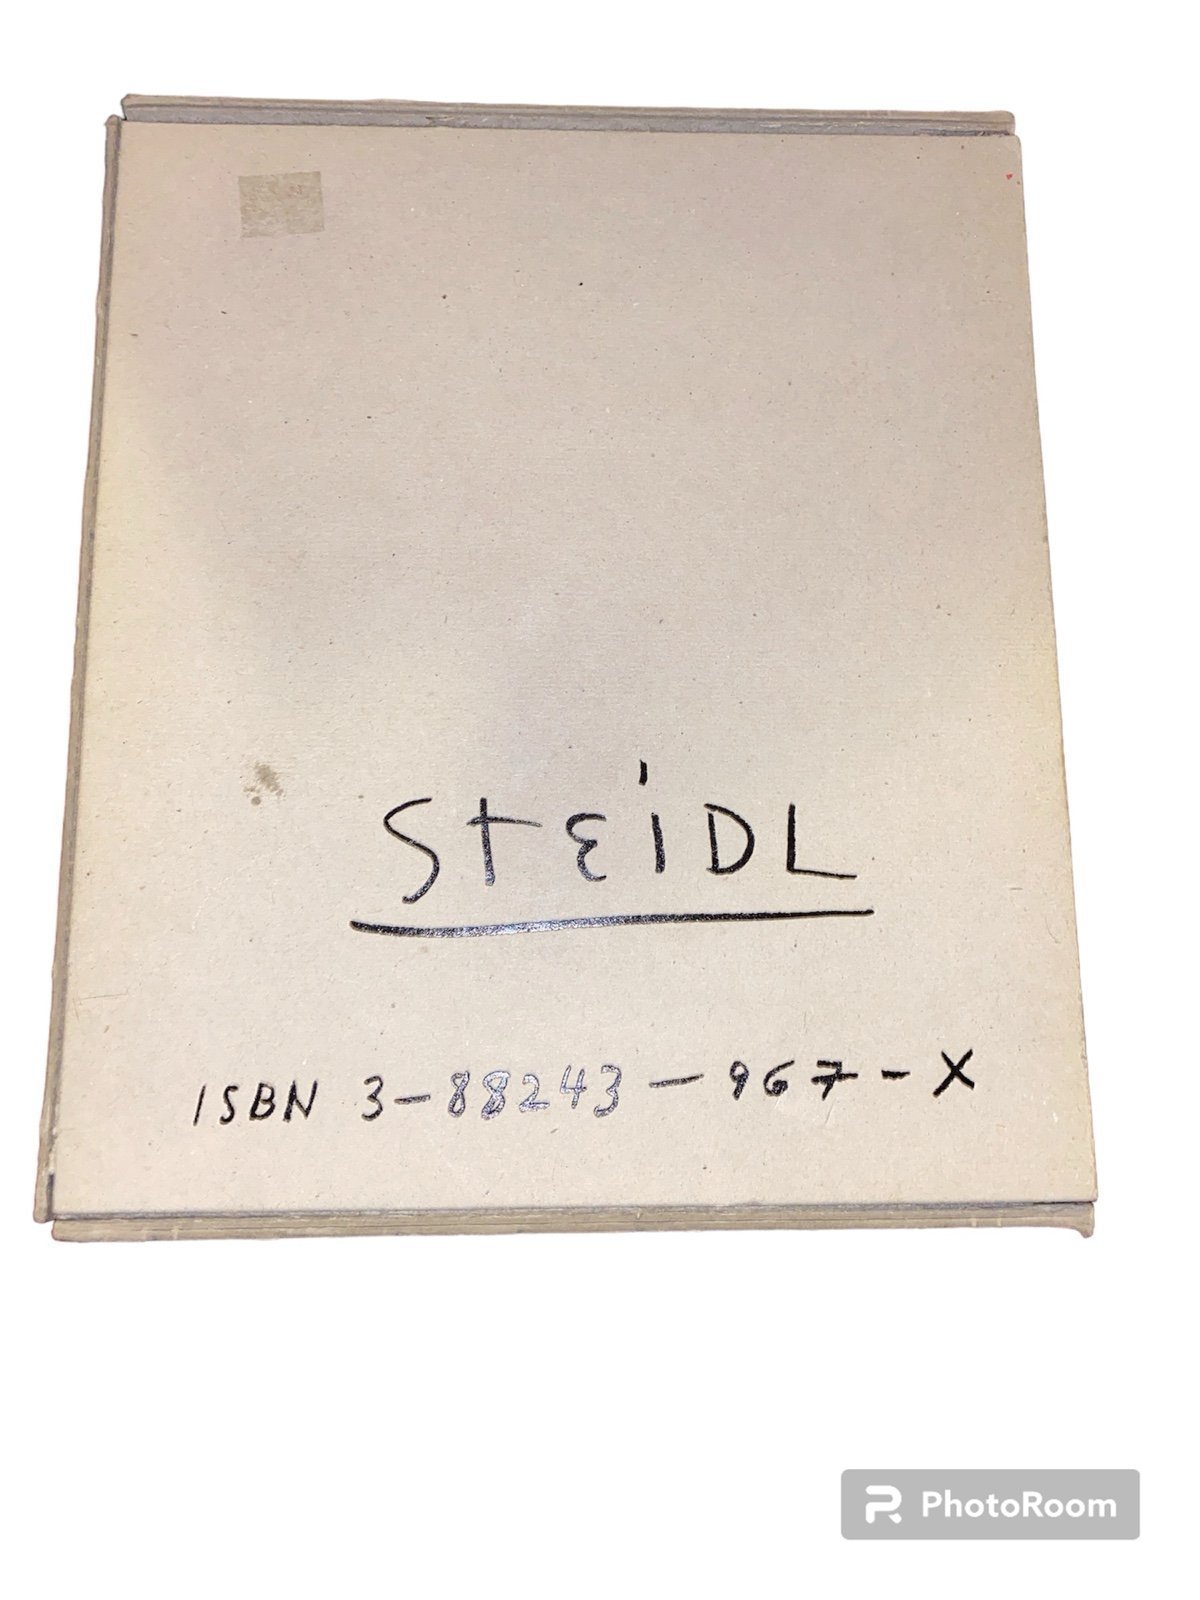 StEiDL
ISBN 3-88243-967-X
PhotoRoom